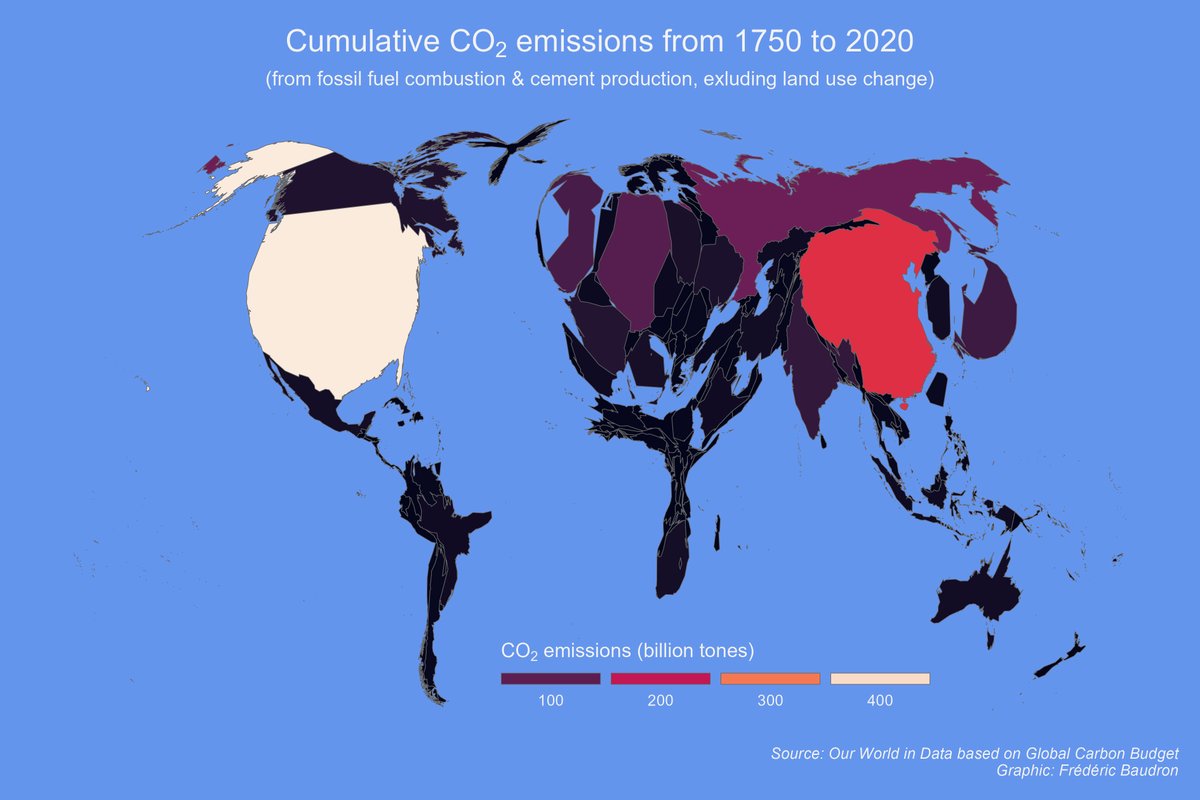 Cumulative CO₂ emissions from 1750 to 2020
(from fossil fuel combustion & cement production, exluding land use change)
CO₂ emissions (billion tones)
100 200 300 400
Source: Our World in Data based on Global Carbon Budget
Graphic: Frédéric Baudron